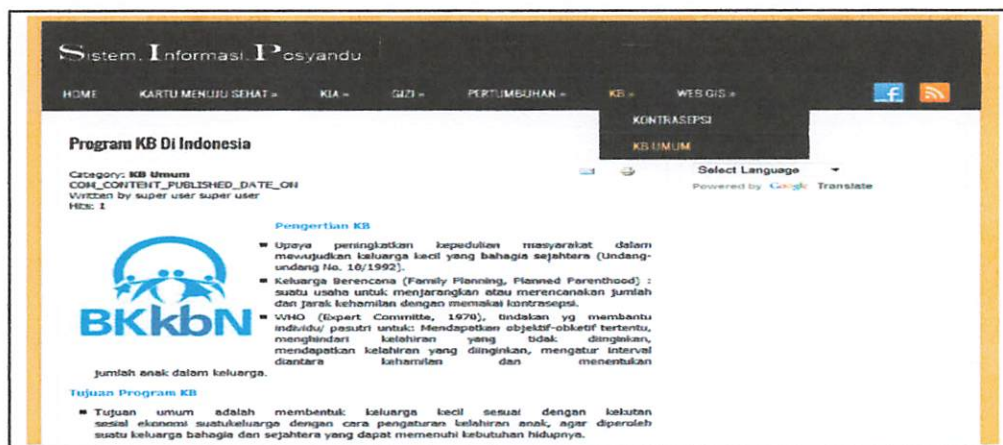 Sistem.Informasi.Posyandu
HOME KARTU MENUJU SEHAT » KIA » GIZI » PERTUMBUHAN » KB » WEB GIS »
KONTRASEPSI
KB UMUM
Program KB Di Indonesia
Category: KB Umum
COM_CONTENT_PUBLISHED_DATE_ON
Written by super user super user
Hits: 1
Select Language
Powered by Google Translate
BKkbN
Pengertian KB
Upaya peningkatkan kepedulian masyarakat dalam
mewujudkan keluarga kecil yang bahagia sejahtera (Undang-
undang No. 10/1992).
Keluarga Berencana (Family Planning, Planned Parenthood) :
suatu usaha untuk menjarangkan atau merencanakan jumlah
dan jarak kehamilan dengan memakai kontrasepsi.
WHO (Expert Committe, 1970), tindakan yg membantu
individu/ pasutri untuk: Mendapatkan objektif-obketif tertentu,
menghindari kelahiran yang tidak diinginkan,
mendapatkan kelahiran yang diinginkan, mengatur interval
diantara kehamilan dan menentukan
jumlah anak dalam keluarga.
Tujuan Program KB
Tujuan umum adalah membentuk keluarga kecil sesuai dengan kekutan
sosial ekonomi suatukeluarga dengan cara pengaturan kelahiran anak, agar diperoleh
suatu keluarga bahagia dan sejahtera yang dapat memenuhi kebutuhan hidupnya.